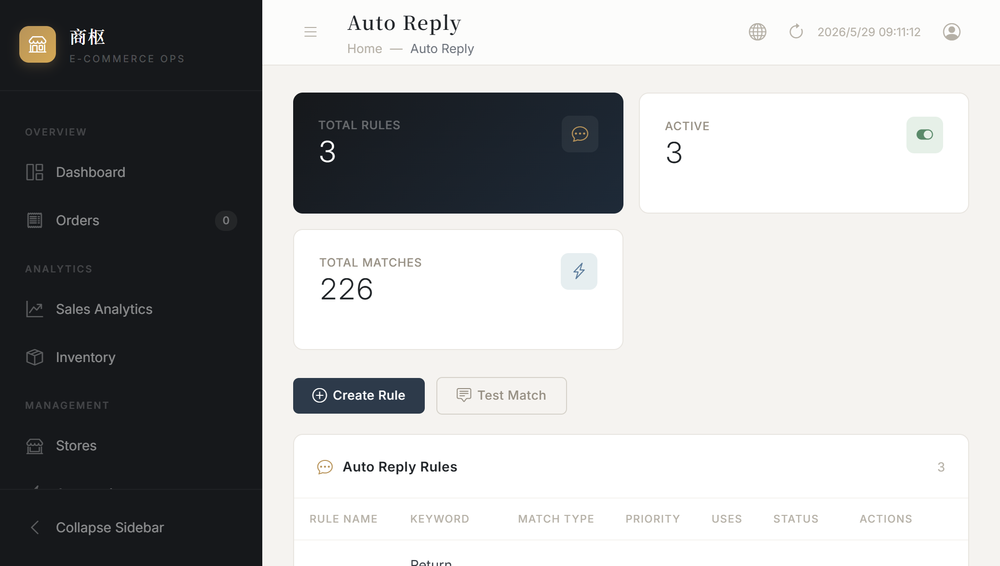 商枢
E-COMMERCE OPS
OVERVIEW
Dashboard
Orders 0
ANALYTICS
Sales Analytics
Inventory
MANAGEMENT
Stores
Collapse Sidebar
Auto Reply
Home — Auto Reply
2026/5/29 09:11:12
TOTAL RULES
3
ACTIVE
3
TOTAL MATCHES
226
Create Rule
Test Match
Auto Reply Rules 3
RULE NAME KEYWORD MATCH TYPE PRIORITY USES STATUS ACTIONS
Return